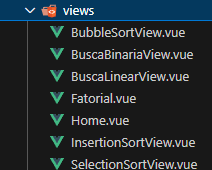 views
BubbleSortView.vue
BuscaBinariaView.vue
BuscaLinearView.vue
Fatorial.vue
Home.vue
InsertionSortView.vue
SelectionSortView.vue